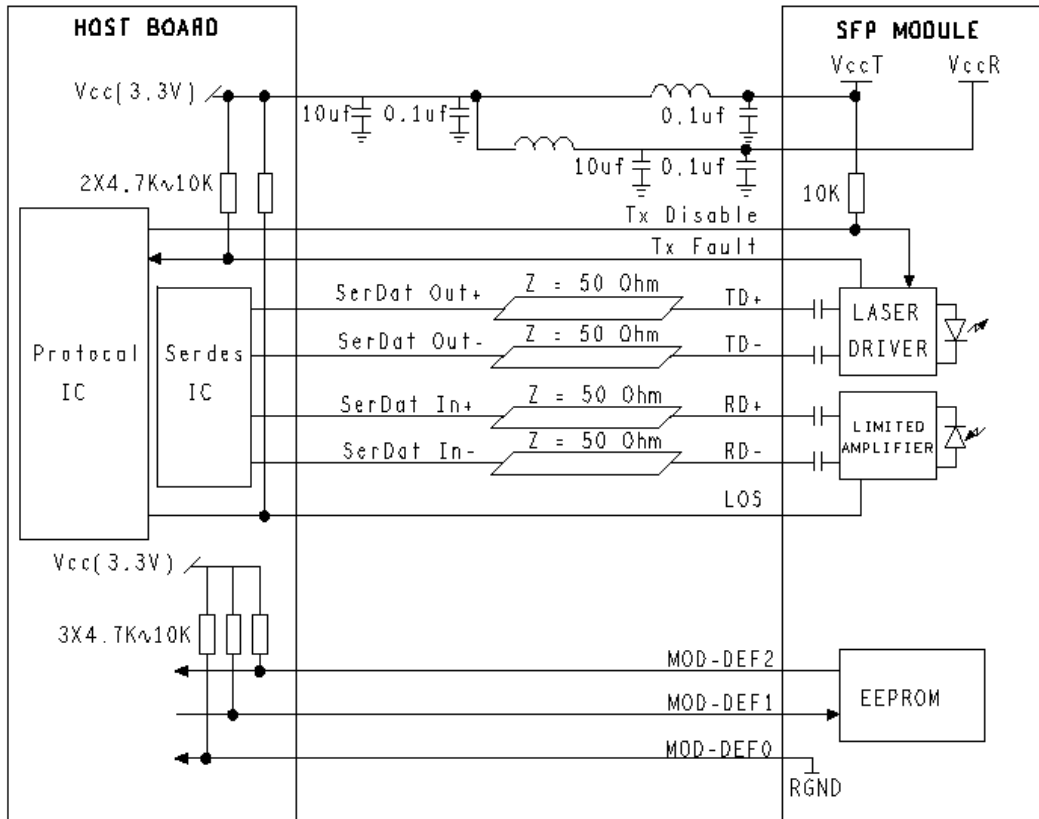 HOST BOARD
SFP MODULE
VccT
VccR
Vcc(3.3V)
10uf
0.1uf
0.1uf
10uf
0.1uf
2X4.7K~10K
10K
Tx Disable
Tx Fault
SerDat Out+
Z = 50 Ohm
TD+
SerDat Out-
Z = 50 Ohm
TD-
LASER
DRIVER
Protocal
IC
Serdes
IC
SerDat In+
Z = 50 Ohm
RD+
SerDat In-
Z = 50 Ohm
RD-
LIMITED
AMPLIFIER
LOS
Vcc(3.3V)
3X4.7K~10K
MOD-DEF2
MOD-DEF1
MOD-DEF0
EEPROM
RGND